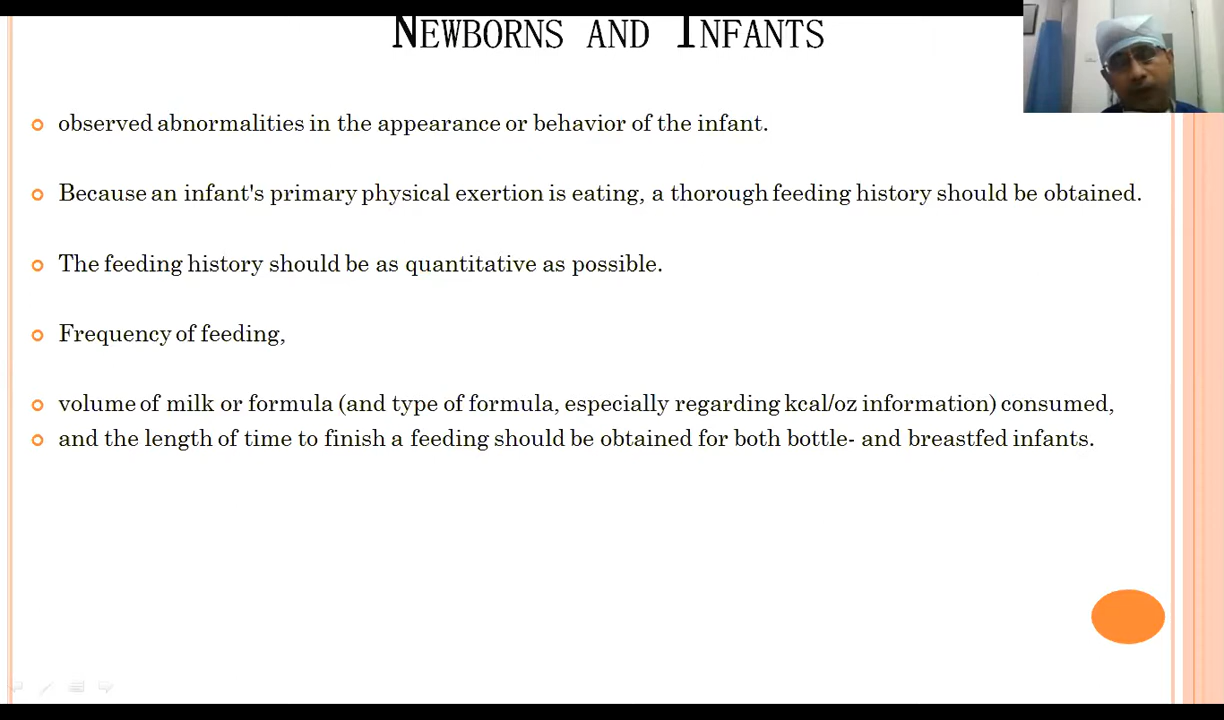 Newborns and Infants
observed abnormalities in the appearance or behavior of the infant.
Because an infant's primary physical exertion is eating, a thorough feeding history should be obtained.
The feeding history should be as quantitative as possible.
Frequency of feeding,
volume of milk or formula (and type of formula, especially regarding kcal/oz information) consumed,
and the length of time to finish a feeding should be obtained for both bottle- and breastfed infants.